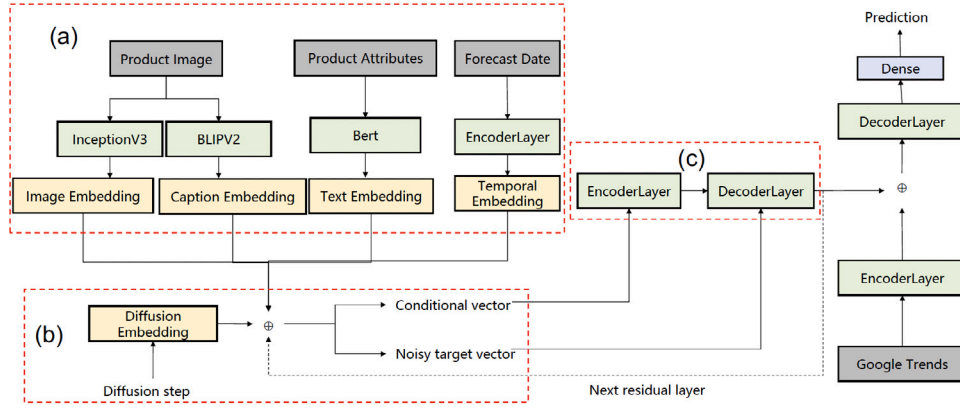 Prediction
(a)
Product Image
Product Attributes
Forecast Date
Dense
DecoderLayer
InceptionV3
BLIPV2
Bert
EncoderLayer
(c)
Image Embedding
Caption Embedding
Text Embedding
Temporal
Embedding
EncoderLayer
DecoderLayer
EncoderLayer
(b)
Diffusion
Embedding
Conditional vector
Noisy target vector
Google Trends
Diffusion step
Next residual layer